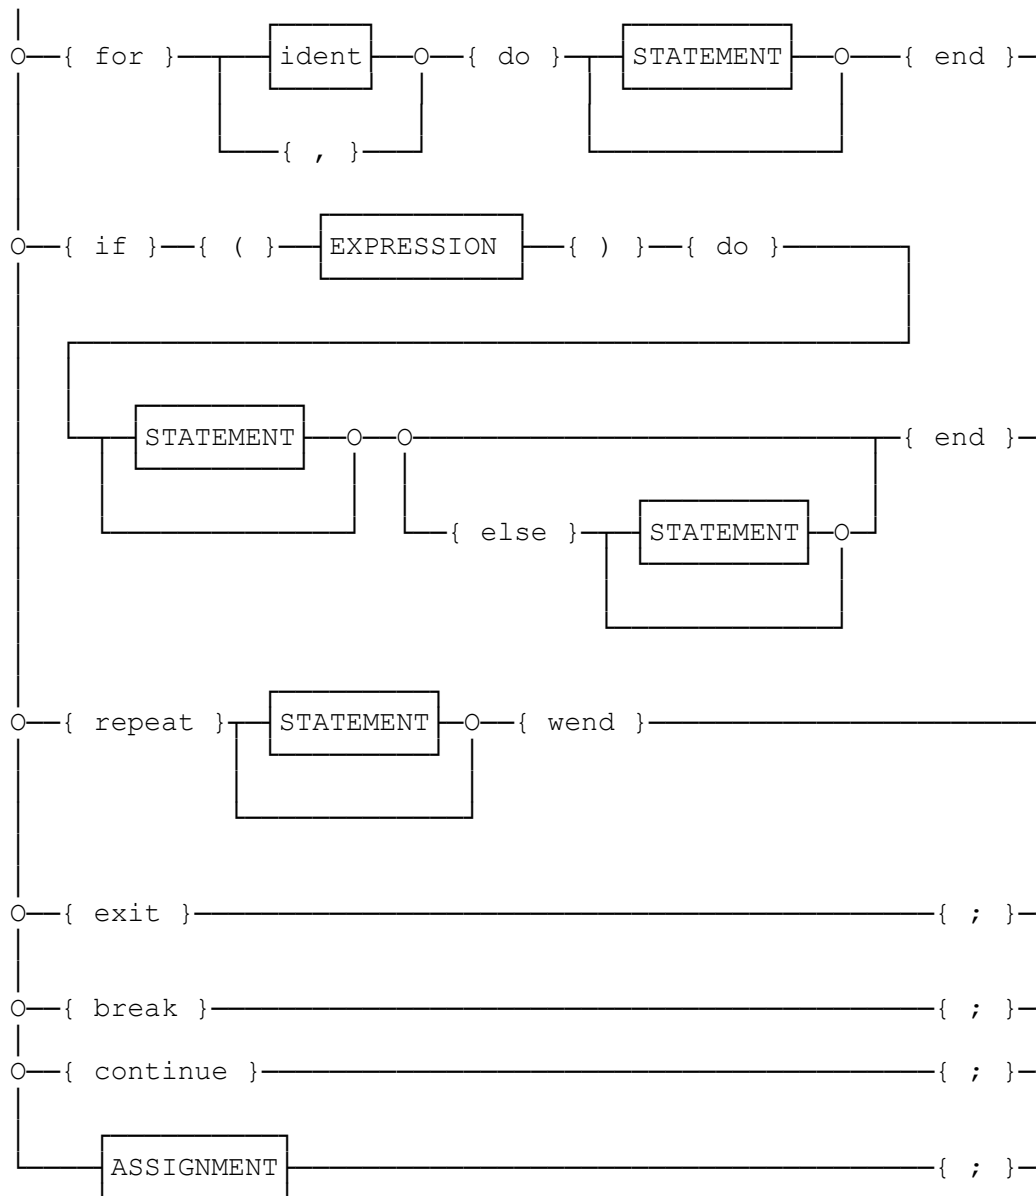 O { for } ident O { do } STATEMENT O { end }
{ , }
O { if } { ( } EXPRESSION { ) } { do }
STATEMENT O O { end }
{ else } STATEMENT O
O { repeat } STATEMENT O { wend }
O { exit } { ; }
O { break } { ; }
O { continue } { ; }
ASSIGNMENT { ; }